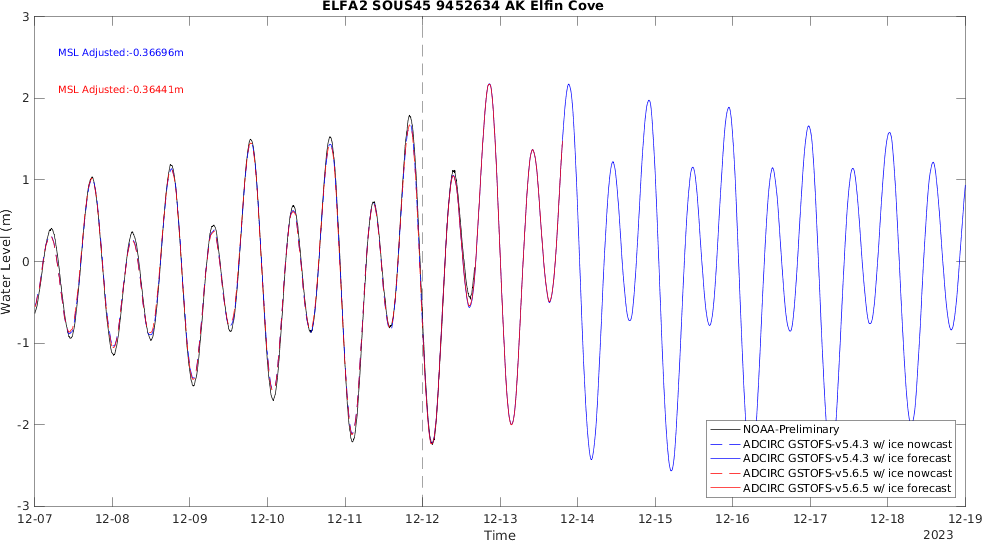 ELFA2 SOUS45 9452634 AK Elfin Cove
MSL Adjusted:-0.36696m
MSL Adjusted:-0.36441m
Water Level (m)
3
2
1
0
-1
-2
-3
NOAA-Preliminary
ADCIRC GSTOFS-v5.4.3 w/ ice nowcast
ADCIRC GSTOFS-v5.4.3 w/ ice forecast
ADCIRC GSTOFS-v5.6.5 w/ ice nowcast
ADCIRC GSTOFS-v5.6.5 w/ ice forecast
12-07 12-08 12-09 12-10 12-11 12-12 12-13 12-14 12-15 12-16 12-17 12-18 12-19
Time
2023